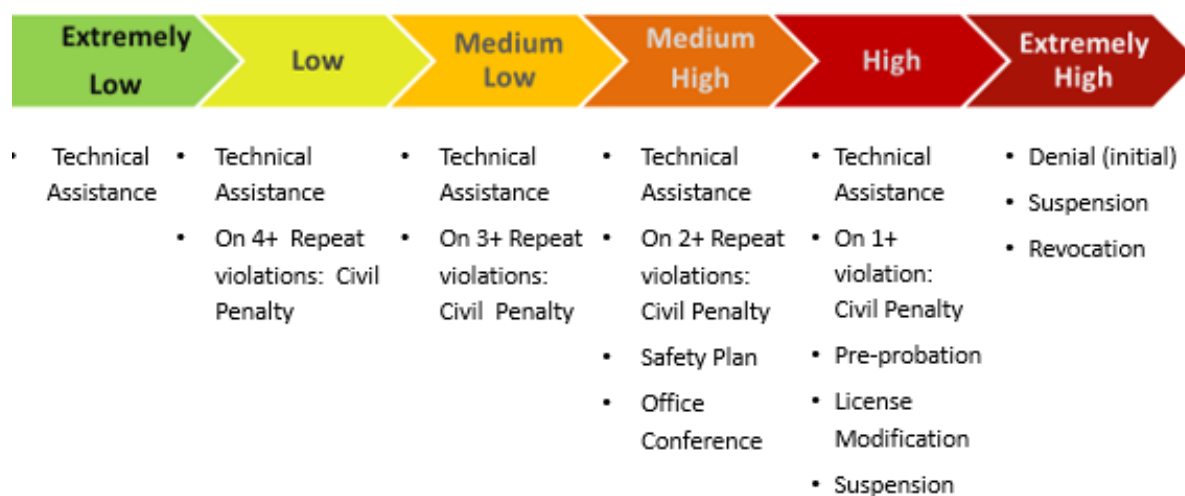 Extremely
Low
Low
Medium
Low
Medium
High
High
Extremely
High
• Technical
Assistance
• Technical
Assistance
• On 4+ Repeat
violations: Civil
Penalty
• Technical
Assistance
• On 3+ Repeat
violations:
Civil Penalty
• Technical
Assistance
• On 2+ Repeat
violations:
Civil Penalty
• Safety Plan
• Office
Conference
• Technical
Assistance
• On 1+
violation:
Civil Penalty
• Pre-probation
• License
Modification
• Suspension
• Denial (initial)
• Suspension
• Revocation